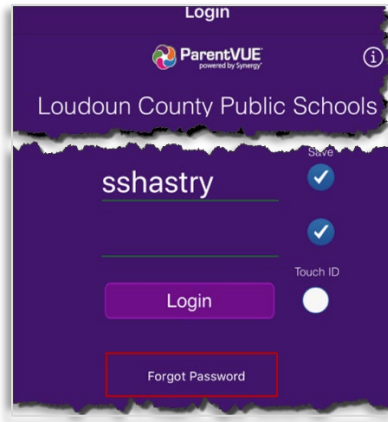 Login
ParentVUE
powered by Synergy
Loudoun County Public Schools
Save
sshastry
Touch ID
Login
Forgot Password